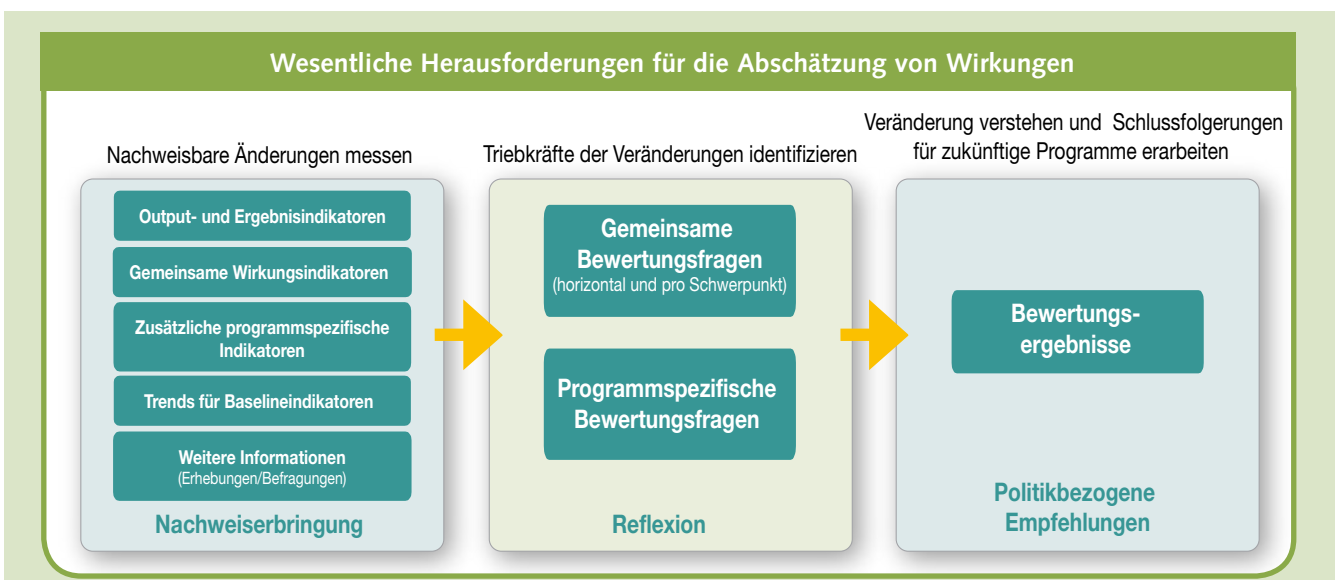 Wesentliche Herausforderungen für die Abschätzung von Wirkungen
Nachweisbare Änderungen messen
Output- und Ergebnisindikatoren
Gemeinsame Wirkungsindikatoren
Zusätzliche programmspezifische
Indikatoren
Trends für Baselineindikatoren
Weitere Informationen
(Erhebungen/Befragungen)
Nachweiserbringung
Triebkräfte der Veränderungen identifizieren
Gemeinsame
Bewertungsfragen
(horizontal und pro Schwerpunkt)
Programmspezifische
Bewertungsfragen
Reflexion
Veränderung verstehen und Schlussfolgerungen
für zukünftige Programme erarbeiten
Bewertungs-
ergebnisse
Politikbezogene
Empfehlungen